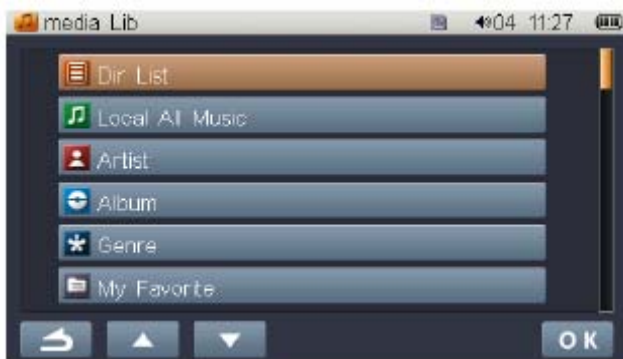 media Lib 04 11:27
Dir List
Local All Music
Artist
Album
Genre
My Favorite
OK